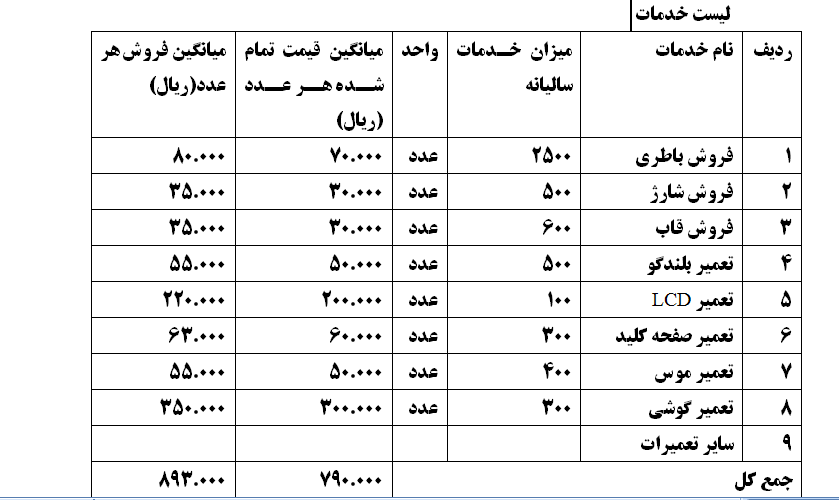 لیست خدمات
ردیف نام خدمات میزان خدمات سالیانه واحد میانگین قیمت تمام شده هر عدد (ریال) میانگین فروش هر عدد(ریال)
۱ فروش باطری ۲۵۰۰ عدد ۷۰.۰۰۰ ۸۰.۰۰۰
۲ فروش شارژ ۵۰۰ عدد ۳۰.۰۰۰ ۳۵.۰۰۰
۳ فروش قاب ۶۰۰ عدد ۳۰.۰۰۰ ۳۵.۰۰۰
۴ تعمیر بلندگو ۵۰۰ عدد ۵۰.۰۰۰ ۵۵.۰۰۰
۵ تعمیر LCD ۱۰۰ عدد ۲۰۰.۰۰۰ ۲۲۰.۰۰۰
۶ تعمیر صفحه کلید ۳۰۰ عدد ۶۰.۰۰۰ ۶۳.۰۰۰
۷ تعمیر موس ۴۰۰ عدد ۵۰.۰۰۰ ۵۵.۰۰۰
۸ تعمیر گوشی ۳۰۰ عدد ۳۰۰.۰۰۰ ۳۵۰.۰۰۰
۹ سایر تعمیرات
جمع کل ۷۹۰.۰۰۰ ۸۹۳.۰۰۰